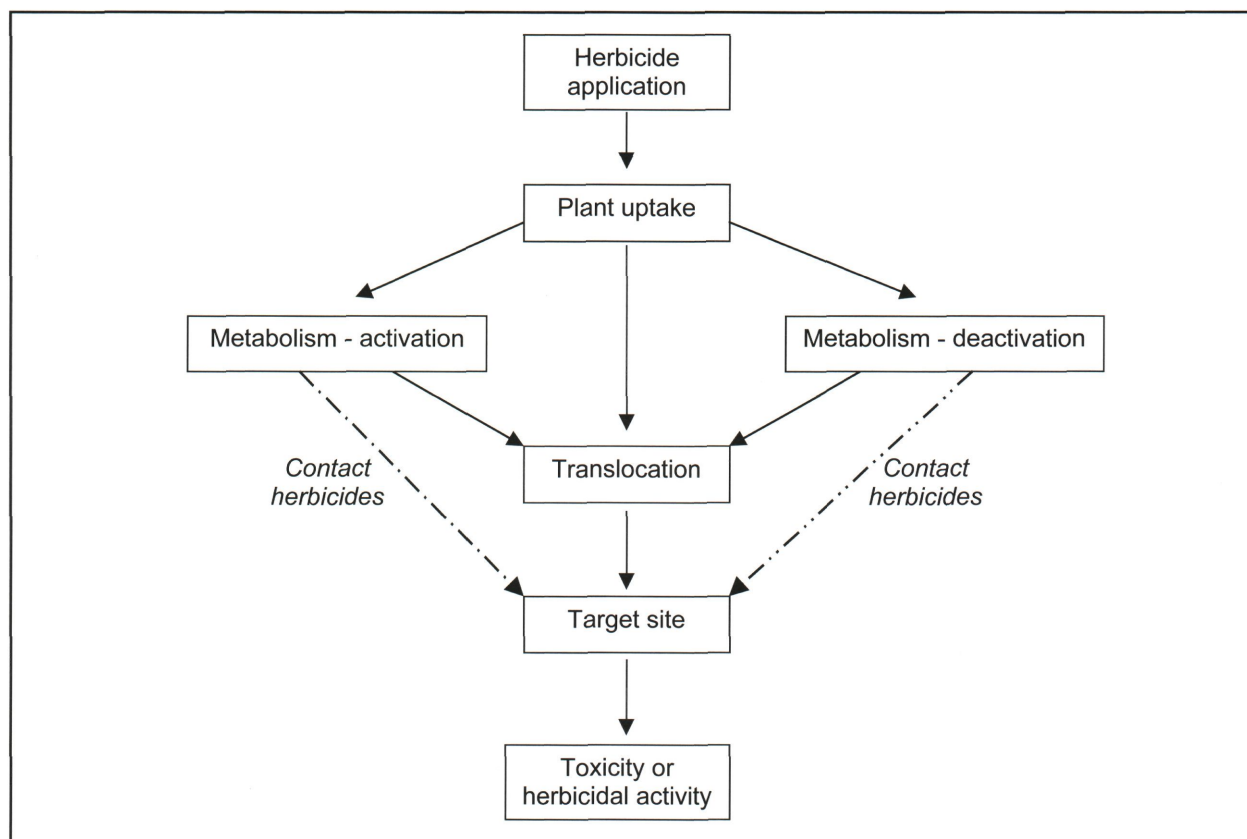 Herbicide
application
Plant uptake
Metabolism - activation
Metabolism - deactivation
Translocation
Contact
herbicides
Contact
herbicides
Target site
Toxicity or
herbicidal activity